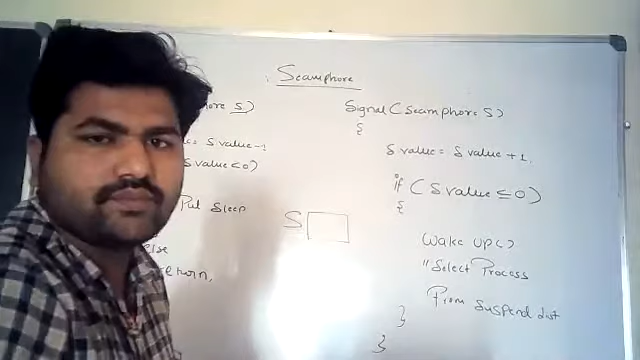 Seamphore
hore S)
Signal (Seamphore S)
{
c= S value-1
S value = S value +1.
(S value <0)
if (S value ≤0)
{
Put Sleep
S
Wake UP()
else
"Select Process
return,
From Suspend list
}
}